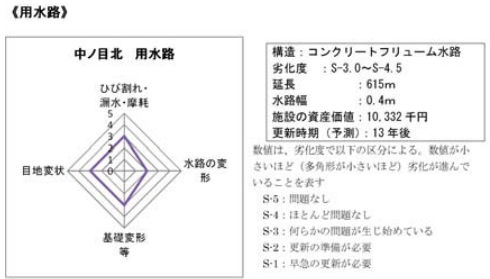 《用水路》
中ノ目北　用水路
ひび割れ・
漏水・摩耗
5
4
3
2
1
0
目地変状
水路の変
形
基礎変形
等
構造：コンクリートフリューム水路
劣化度　：S-3.0～S-4.5
延長　　：615ｍ
水路幅　：0.4ｍ
施設の資産価値：10,332 千円
更新時期（予測）：13 年後
数値は、劣化度で以下の区分による。数値が小
さいほど（多角形が小さいほど）劣化が進んで
いることを表す
S-5：問題なし
S-4：ほとんど問題なし
S-3：何らかの問題が生じ始めている
S-2：更新の準備が必要
S-1：早急の更新が必要